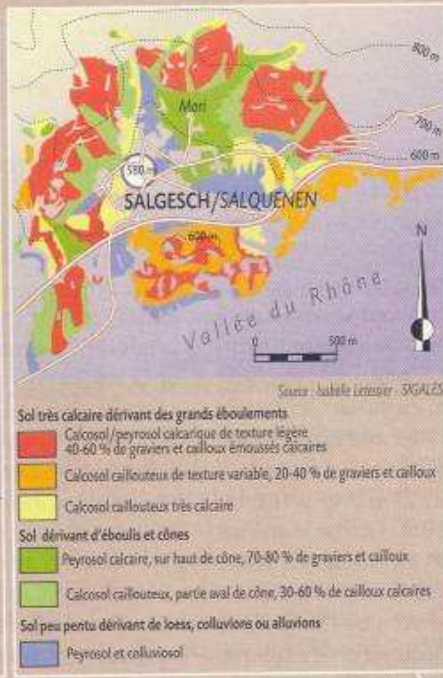 800 m
Mari
700 m
580 m
600 m
SALGESCH/SALQUENEN
600 m
N
Vallée du Rhône
0
500 m
Source : Isabelle Letessier - SIGALES
Sol très calcaire dérivant des grands éboulements
Calcosol/peyrosol calcarique de texture légère
40-60 % de graviers et cailloux émoussés calcaires
Calcosol caillouteux de texture variable, 20-40 % de graviers et cailloux
Calcosol caillouteux très calcaire
Sol dérivant d'éboulis et cônes
Peyrosol calcaire, sur haut de cône, 70-80 % de graviers et cailloux
Calcosol caillouteux, partie aval de cône, 30-60 % de cailloux calcaires
Sol peu pentu dérivant de loess, colluvions ou alluvions
Peyrosol et colluviosol